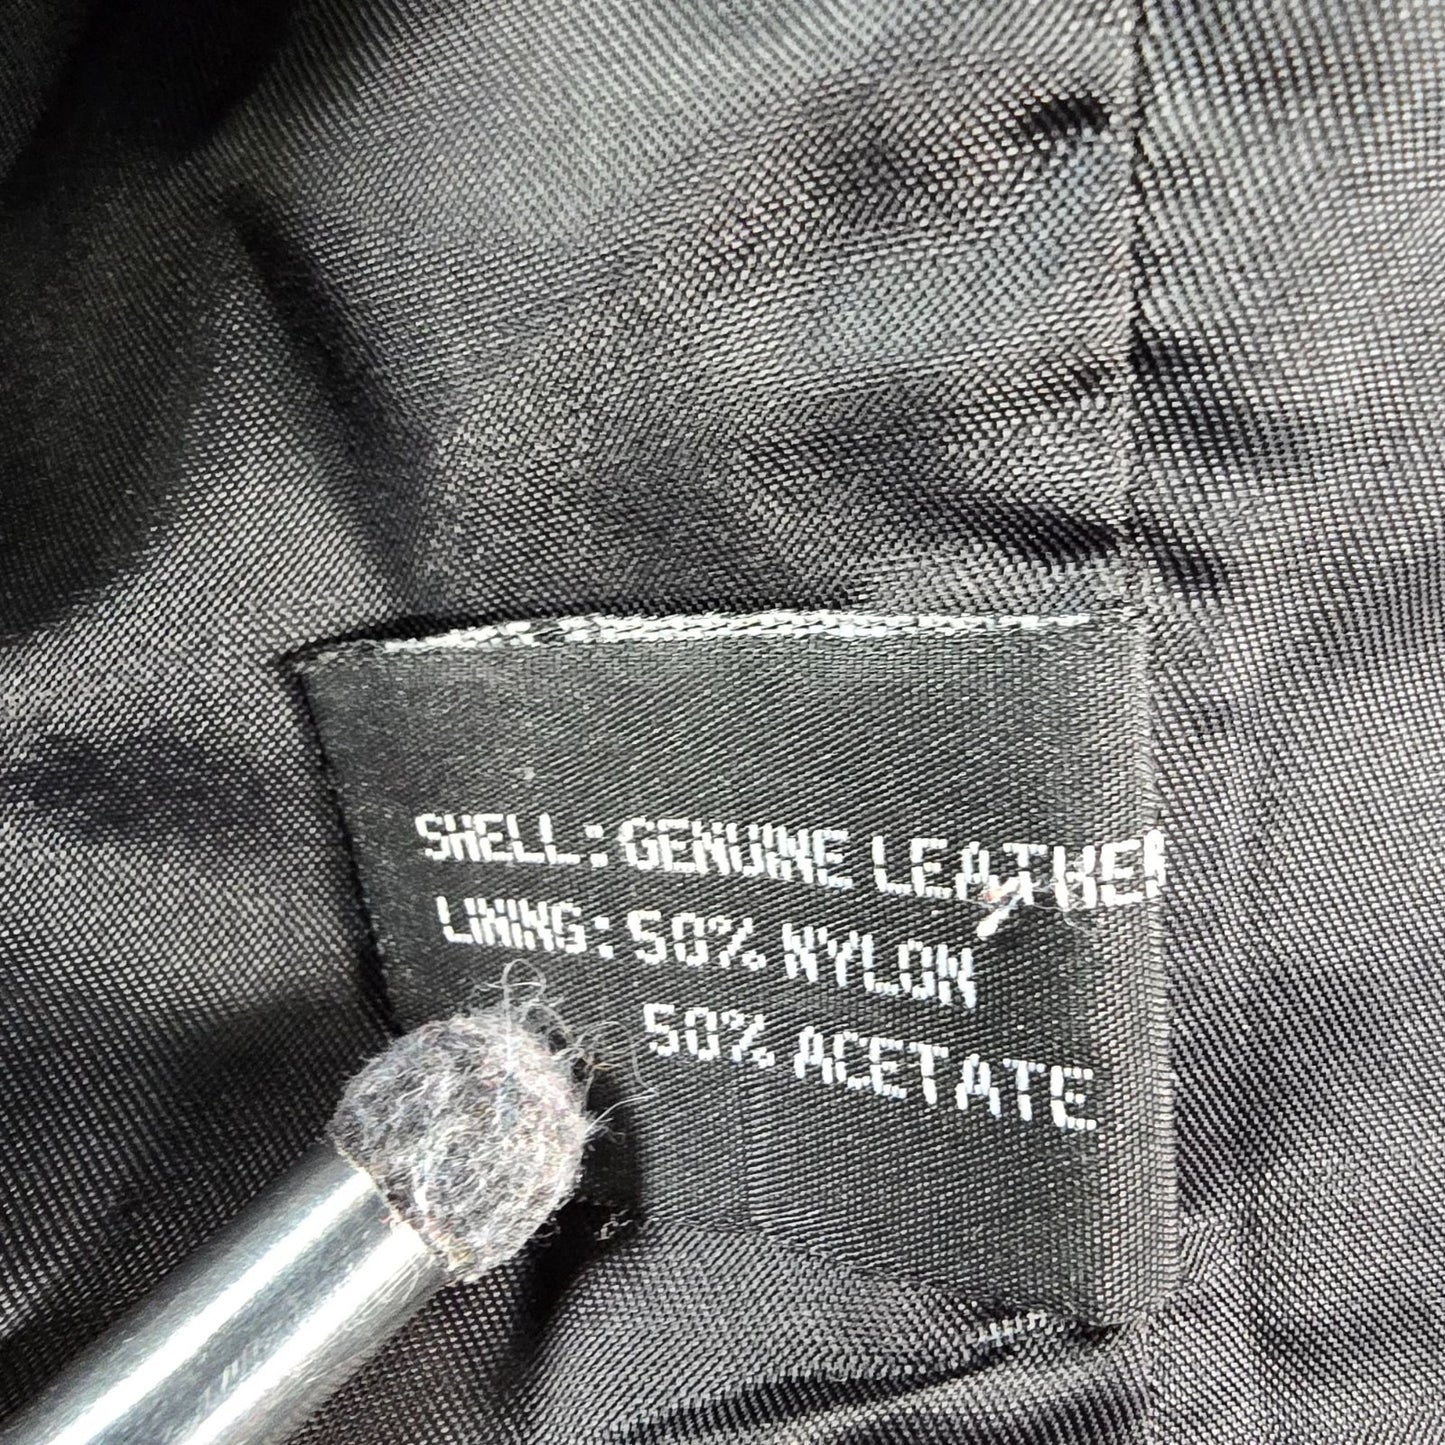 SHELL: GENUINE LEATHER
LINING: 50% NYLON
50% ACETATE